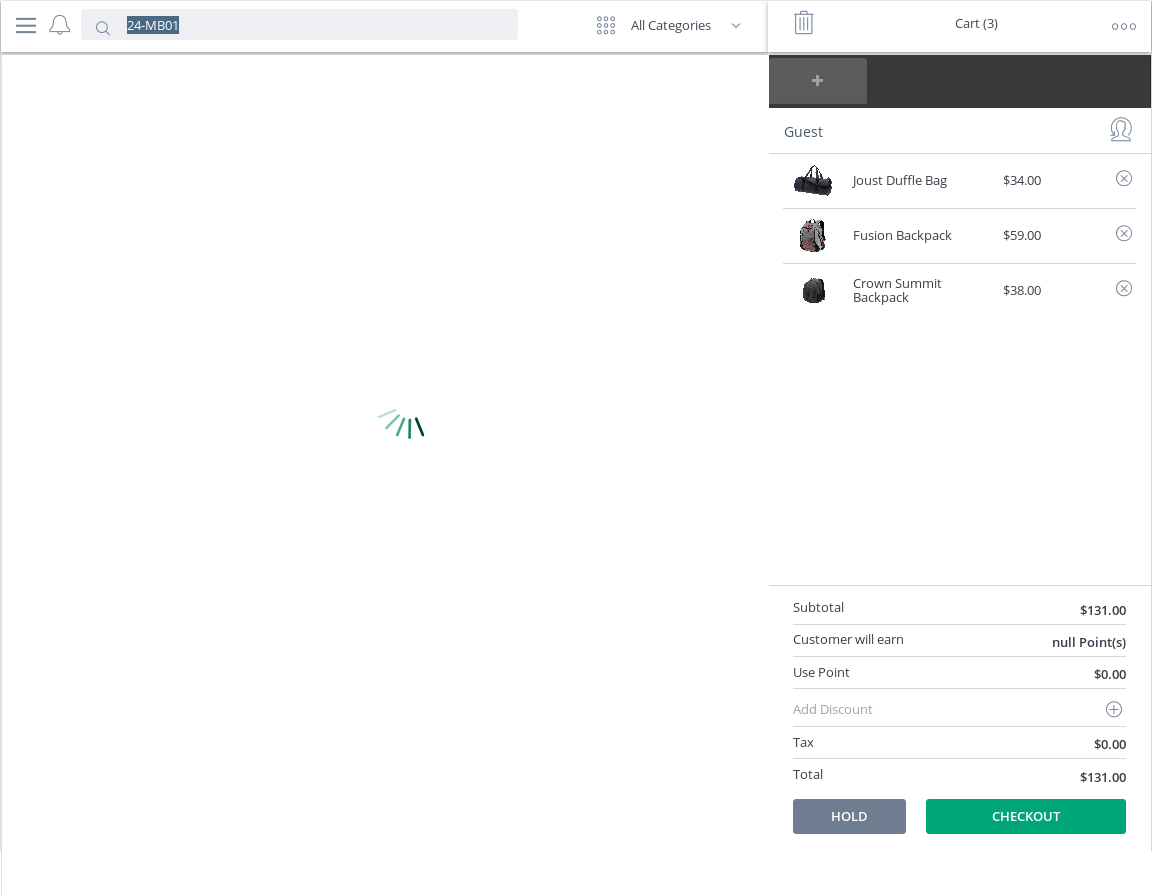 24-MB01
All Categories
Cart (3)
Guest
Joust Duffle Bag $34.00
Fusion Backpack $59.00
Crown Summit
Backpack
$38.00
Subtotal $131.00
Customer will earn null Point(s)
Use Point $0.00
Add Discount
Tax $0.00
Total $131.00
HOLD CHECKOUT